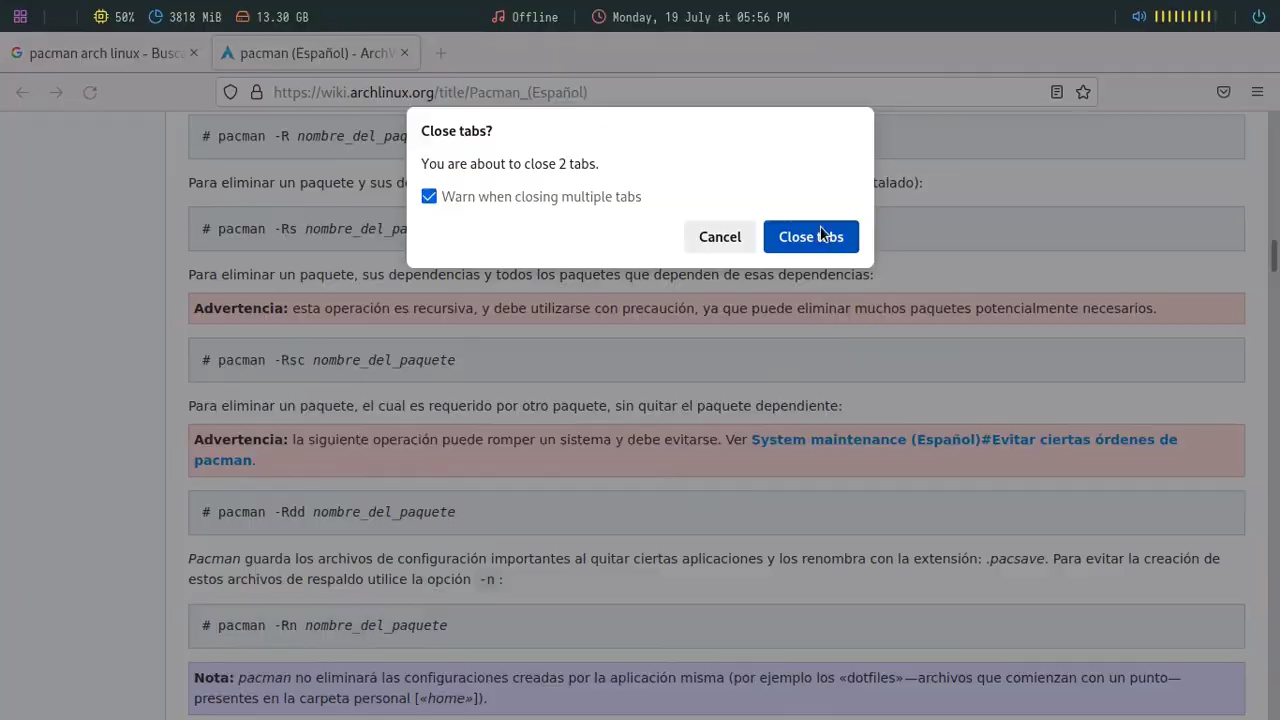 50% 3818 MiB 13.30 GB Offline Monday, 19 July at 05:56 PM
pacman arch linux - Busca pacman (Español) - ArchW
https://wiki.archlinux.org/title/Pacman_(Español)
# pacman -R nombre_del_paq
Close tabs?
You are about to close 2 tabs.
Para eliminar un paquete y sus de talado):
Warn when closing multiple tabs
# pacman -Rs nombre_del_pa
Cancel Close tabs
Para eliminar un paquete, sus dependencias y todos los paquetes que dependen de esas dependencias:
Advertencia: esta operación es recursiva, y debe utilizarse con precaución, ya que puede eliminar muchos paquetes potencialmente necesarios.
# pacman -Rsc nombre_del_paquete
Para eliminar un paquete, el cual es requerido por otro paquete, sin quitar el paquete dependiente:
Advertencia: la siguiente operación puede romper un sistema y debe evitarse. Ver System maintenance (Español)#Evitar ciertas órdenes de
pacman.
# pacman -Rdd nombre_del_paquete
Pacman guarda los archivos de configuración importantes al quitar ciertas aplicaciones y los renombra con la extensión: .pacsave. Para evitar la creación de
estos archivos de respaldo utilice la opción -n :
# pacman -Rn nombre_del_paquete
Nota: pacman no eliminará las configuraciones creadas por la aplicación misma (por ejemplo los «dotfiles»—archivos que comienzan con un punto—
presentes en la carpeta personal [«home»]).